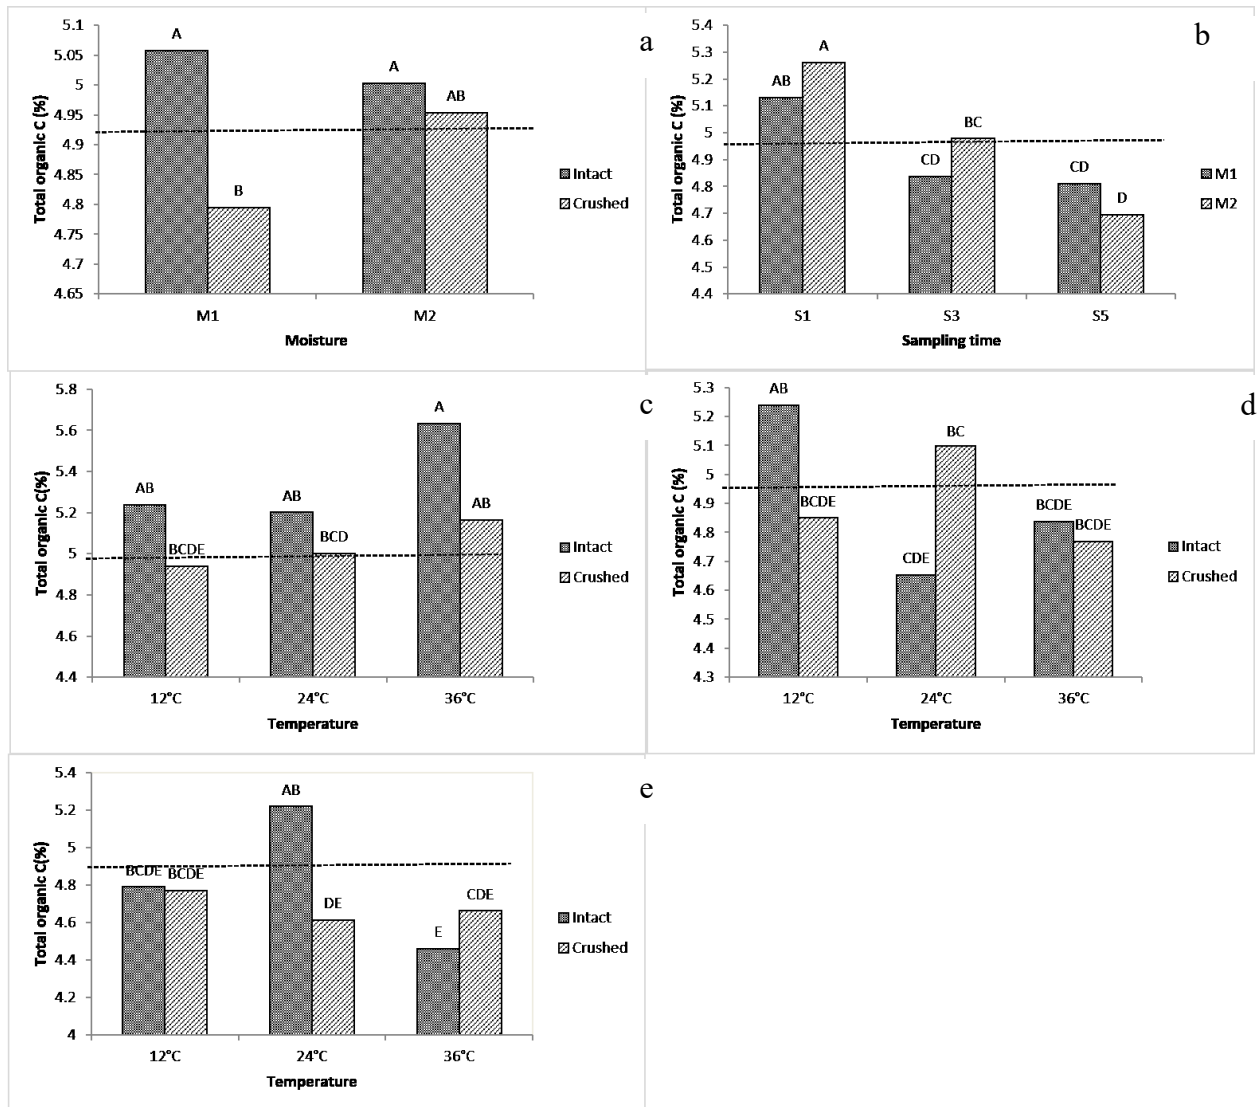 a
5.1
5.05
5
4.95
4.9
4.85
4.8
4.75
4.7
4.65
Total organic C (%)
A
B
A
AB
M1
M2
Moisture
Intact
Crushed
b
5.4
5.3
5.2
5.1
5
4.9
4.8
4.7
4.6
4.5
4.4
Total organic C (%)
AB
A
CD
BC
CD
D
S1
S3
S5
Sampling time
M1
M2
c
5.8
5.6
5.4
5.2
5
4.8
4.6
4.4
Total organic C(%)
AB
BCDE
AB
BCD
A
AB
12°C
24°C
36°C
Temperature
Intact
Crushed
d
5.3
5.2
5.1
5
4.9
4.8
4.7
4.6
4.5
4.4
4.3
Total organic C (%)
AB
BCDE
CDE
BC
BCDE
BCDE
12°C
24°C
36°C
Temperature
Intact
Crushed
e
5.4
5.2
5
4.8
4.6
4.4
4.2
4
Total organic C(%)
BCDE
BCDE
AB
DE
E
CDE
12°C
24°C
36°C
Temperature
Intact
Crushed